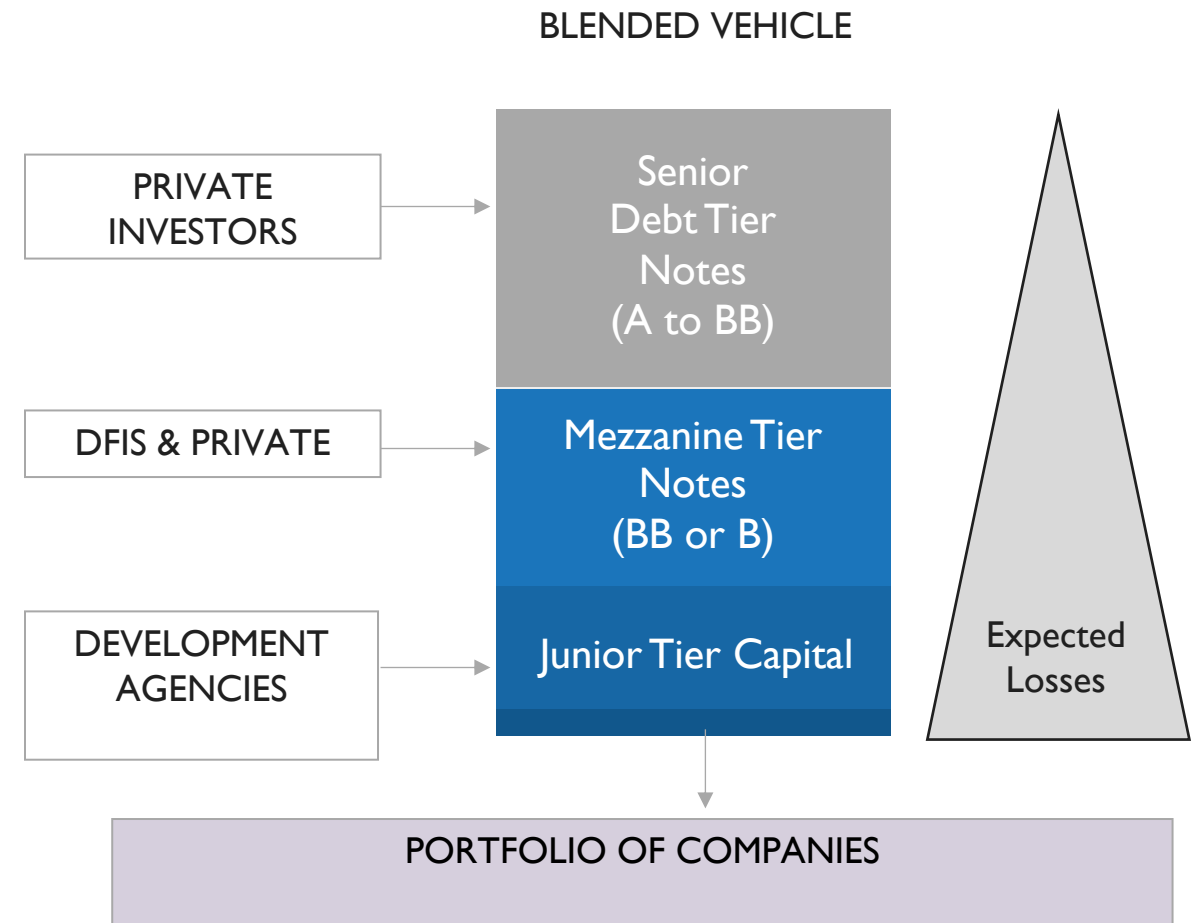 BLENDED VEHICLE
PRIVATE
INVESTORS
Senior
Debt Tier
Notes
(A to BB)
DFIS & PRIVATE
Mezzanine Tier
Notes
(BB or B)
DEVELOPMENT
AGENCIES
Junior Tier Capital
Expected
Losses
PORTFOLIO OF COMPANIES